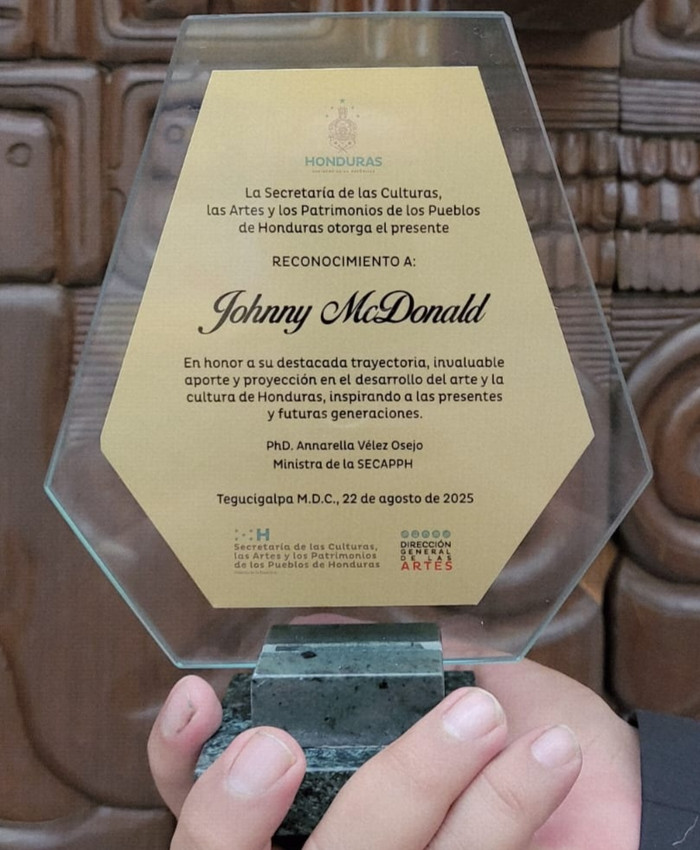 HONDURAS
La Secretaría de las Culturas,
las Artes y los Patrimonios de los Pueblos
de Honduras otorga el presente
RECONOCIMIENTO A:
Johnny McDonald
En honor a su destacada trayectoria, invaluable
aporte y proyección en el desarrollo del arte y la
cultura de Honduras, inspirando a las presentes
y futuras generaciones.
PhD. Annarella Vélez Osejo
Ministra de la SECAPPH
Tegucigalpa M.D.C., 22 de agosto de 2025
H
Secretaría de las Culturas,
las Artes y los Patrimonios
de los Pueblos de Honduras
DIRECCIÓN
GENERAL
DE LAS
ARTES